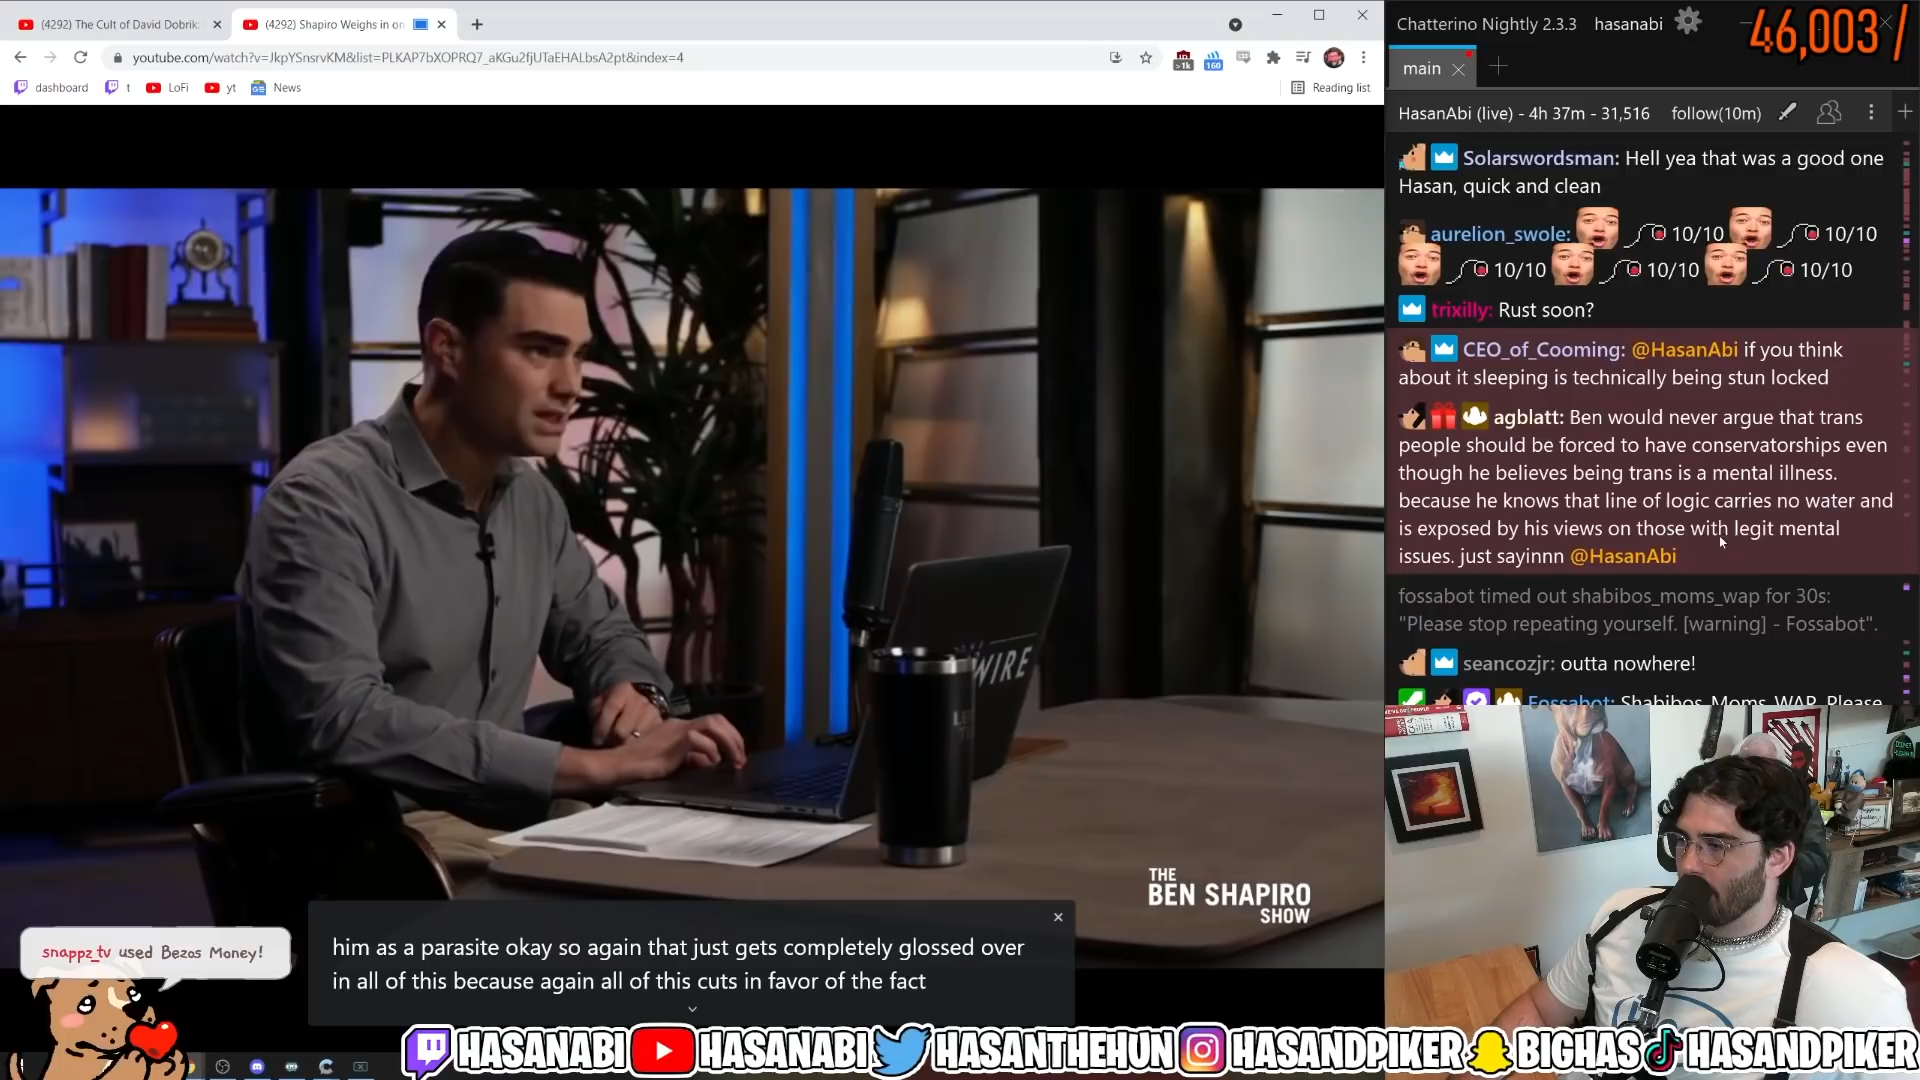 (4292) The Cult of David Dobrik:
(4292) Shapiro Weighs in on
youtube.com/watch?v=JkpYSnsrvKM&list=PLKAP7bXOPRQ7_aKGu2fjUTaEHALbsA2pt&index=4
>1k
160
dashboard
t
LoFi
yt
News
Reading list
Chatterino Nightly 2.3.3
hasanabi
46,003 /
main
HasanAbi (live) - 4h 37m - 31,516
follow(10m)
Solarswordsman: Hell yea that was a good one
Hasan, quick and clean
aurelion_swole: 10/10 10/10
10/10 10/10 10/10
trixilly: Rust soon?
CEO_of_Cooming: @HasanAbi if you think
about it sleeping is technically being stun locked
agblatt: Ben would never argue that trans
people should be forced to have conservatorships even
though he believes being trans is a mental illness.
because he knows that line of logic carries no water and
is exposed by his views on those with legit mental
issues. just sayinnn @HasanAbi
fossabot timed out shabibos_moms_wap for 30s:
"Please stop repeating yourself. [warning] - Fossabot".
seancozjr: outta nowhere!
Fossabot: Shabibos_Moms_WAP, Please
WIRE
THE
BEN SHAPIRO
SHOW
him as a parasite okay so again that just gets completely glossed over
in all of this because again all of this cuts in favor of the fact
snappz_tv used Bezos Money!
HASANABI
HASANABI
HASANTHEHUN
HASANDPIKER
BIGHAS
HASANDPIKER